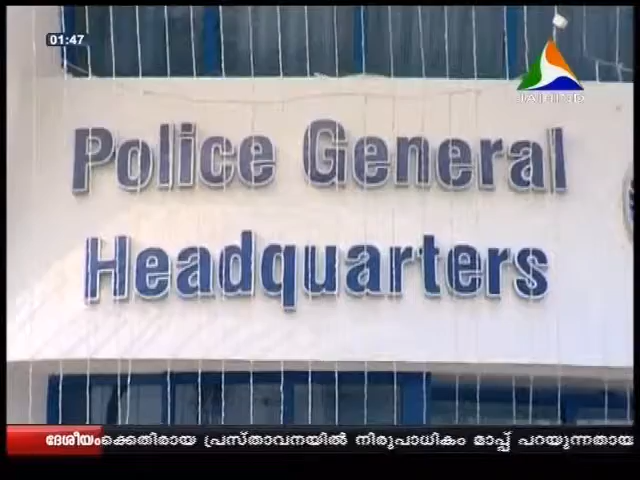 01:47
JAIHIND
Police General
Headquarters
ദേശീയം
ക്കെതിരായ പ്രസ്താവനയിൽ നിരുപാധികം മാപ്പ് പറയുന്നതായ